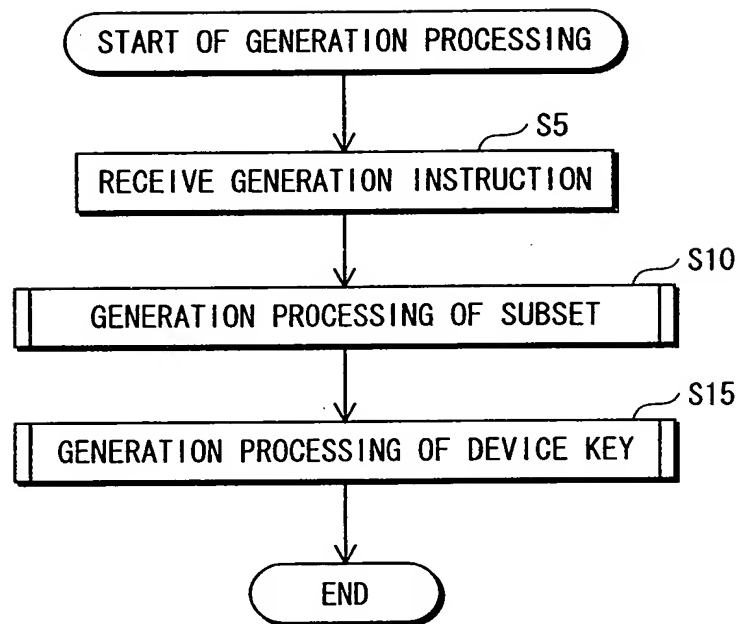 START OF GENERATION PROCESSING
S5
RECEIVE GENERATION INSTRUCTION
S10
GENERATION PROCESSING OF SUBSET
S15
GENERATION PROCESSING OF DEVICE KEY
END